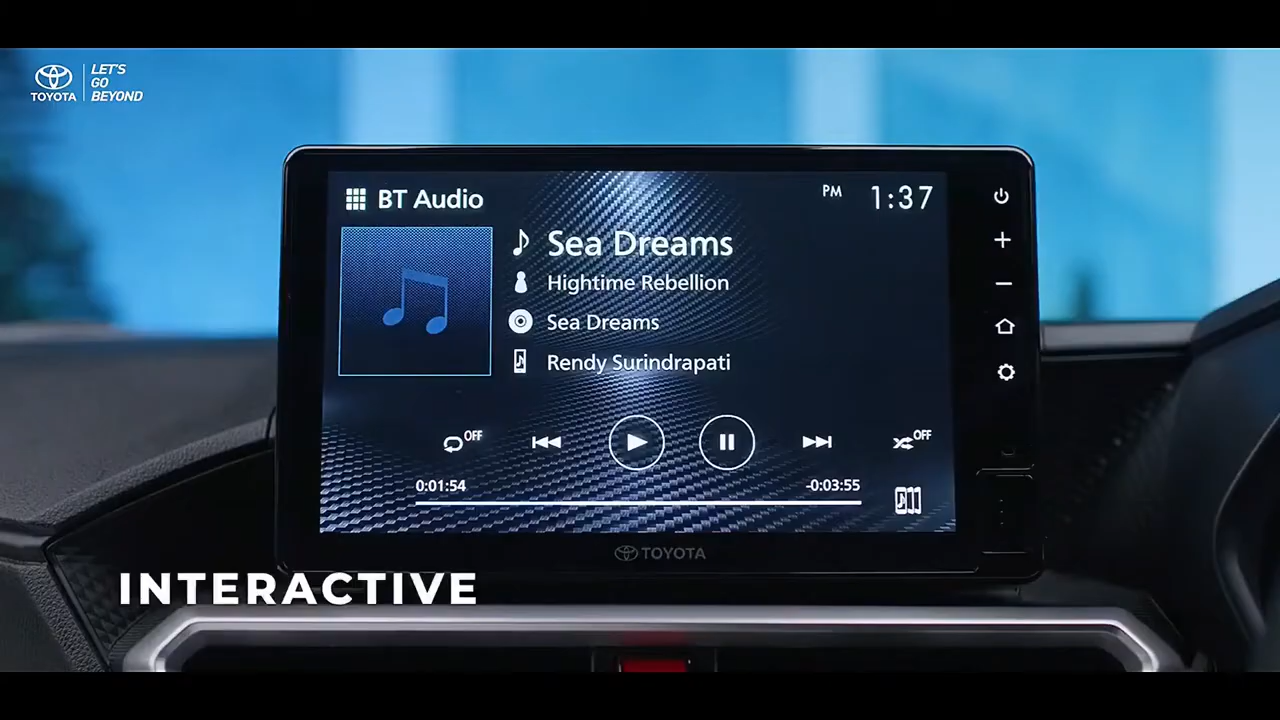 TOYOTA
LET'S
GO
BEYOND
BT Audio
PM 1:37
Sea Dreams
Hightime Rebellion
Sea Dreams
Rendy Surindrapati
OFF
OFF
0:01:54
-0:03:55
TOYOTA
INTERACTIVE